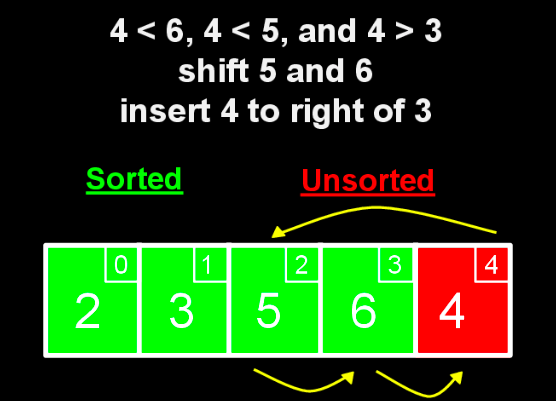 4 < 6, 4 < 5, and 4 > 3
shift 5 and 6
insert 4 to right of 3
Sorted Unsorted
0 1 2 3 4
2 3 5 6 4